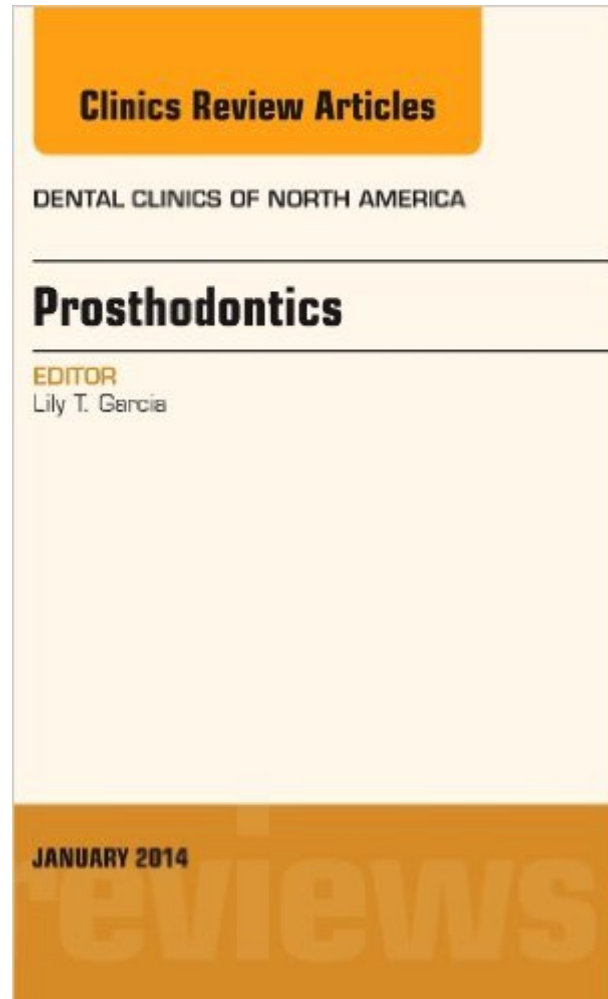 Clinics Review Articles
DENTAL CLINICS OF NORTH AMERICA
Prosthodontics
EDITOR
Lily T. Garcia
JANUARY 2014
reviews